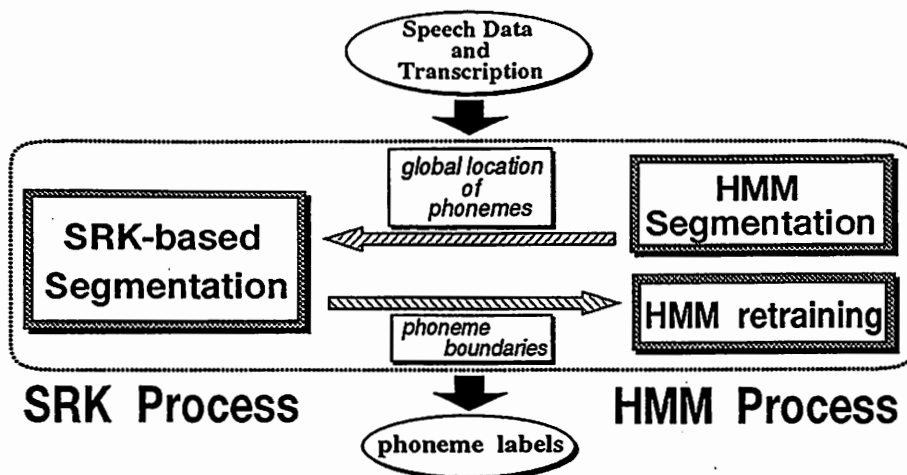 Speech Data
and
Transcription
global location
of
phonemes
HMM
Segmentation
SRK-based
Segmentation
HMM retraining
phoneme
boundaries
SRK Process
HMM Process
phoneme labels